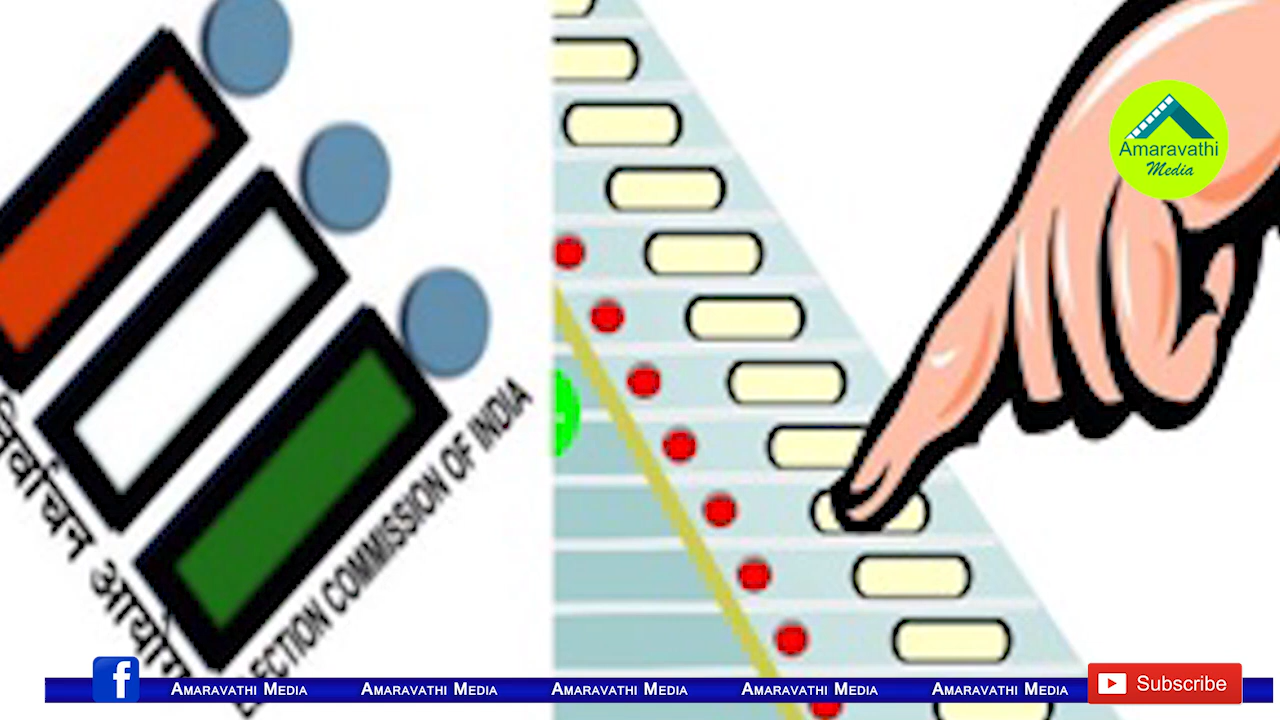 निर्वाचन आयोग
ELECTION COMMISSION OF INDIA
Amaravathi
Media
f
AMARAVATHI MEDIA AMARAVATHI MEDIA AMARAVATHI MEDIA AMARAVATHI MEDIA AMARAVATHI MEDIA
Subscribe